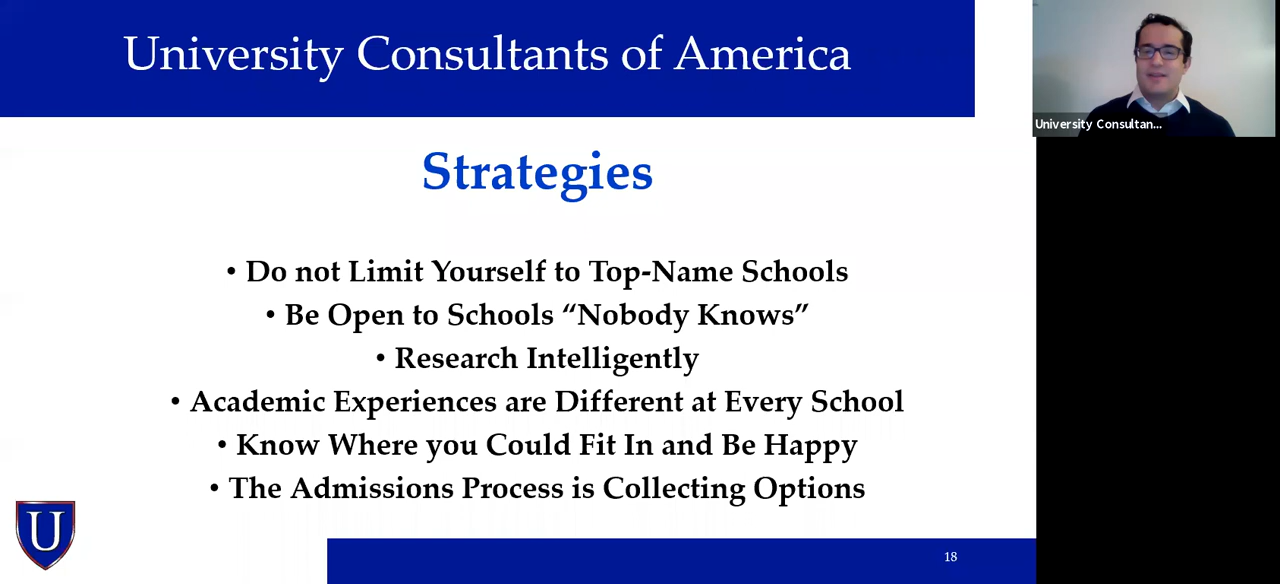 University Consultants of America
University Consultan...
Strategies
• Do not Limit Yourself to Top-Name Schools
• Be Open to Schools “Nobody Knows”
• Research Intelligently
• Academic Experiences are Different at Every School
• Know Where you Could Fit In and Be Happy
• The Admissions Process is Collecting Options
U
18